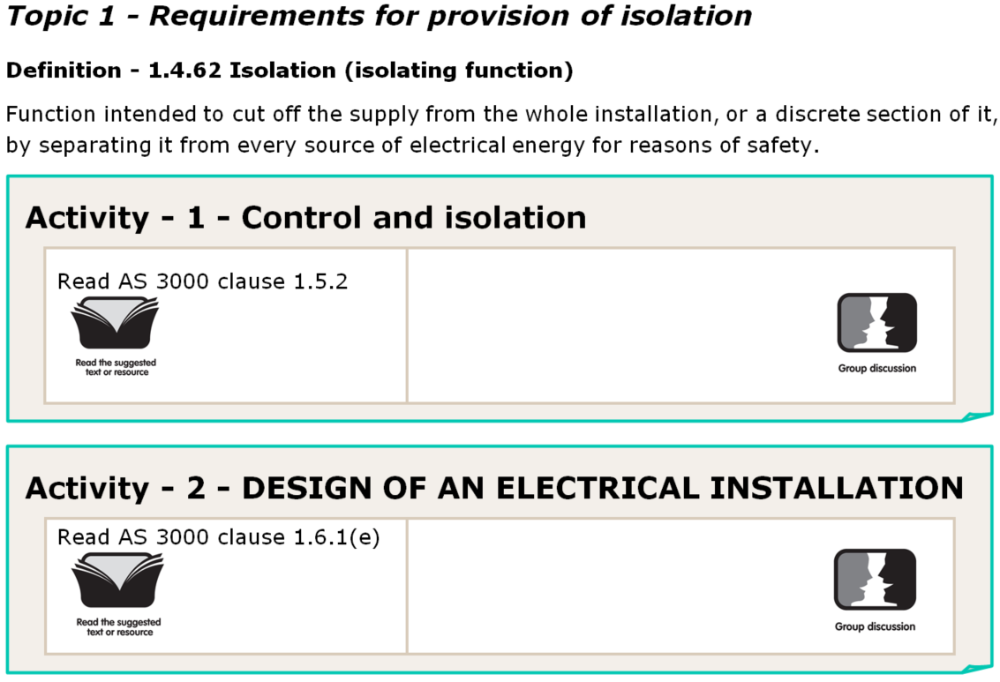 Topic 1 - Requirements for provision of isolation
Definition - 1.4.62 Isolation (isolating function)
Function intended to cut off the supply from the whole installation, or a discrete section of it,
by separating it from every source of electrical energy for reasons of safety.
Activity - 1 - Control and isolation
Read AS 3000 clause 1.5.2
Read the suggested
text or resource
Group discussion
Activity - 2 - DESIGN OF AN ELECTRICAL INSTALLATION
Read AS 3000 clause 1.6.1(e)
Read the suggested
text or resource
Group discussion